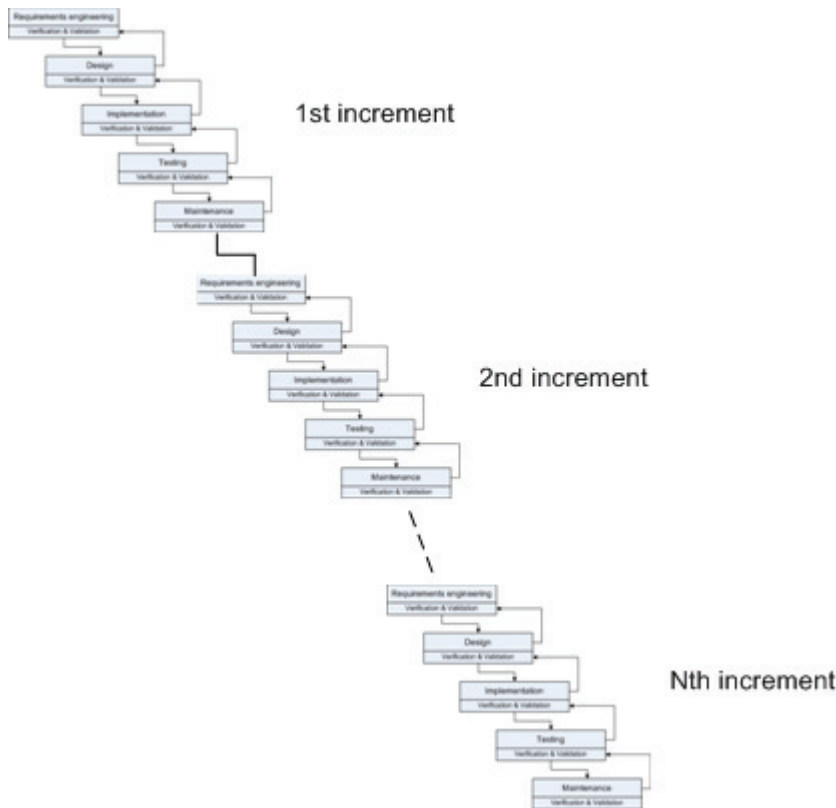 Requirements engineering
Verification & Validation
Design
Verification & Validation
Implementation
Verification & Validation
Testing
Verification & Validation
Maintenance
Verification & Validation
1st increment
Requirements engineering
Verification & Validation
Design
Verification & Validation
Implementation
Verification & Validation
Testing
Verification & Validation
Maintenance
Verification & Validation
2nd increment
Requirements engineering
Verification & Validation
Design
Verification & Validation
Implementation
Verification & Validation
Testing
Verification & Validation
Maintenance
Verification & Validation
Nth increment